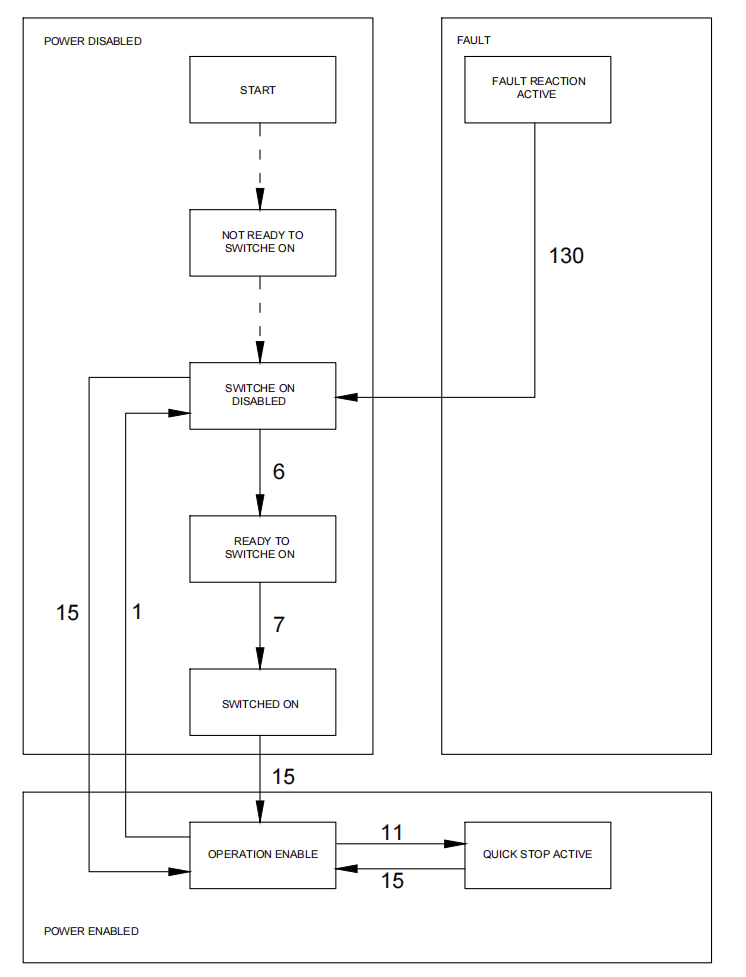 POWER DISABLED
START
NOT READY TO
SWITCHE ON
SWITCHE ON
DISABLED
6
READY TO
SWITCHE ON
15
1
7
SWITCHED ON
15
FAULT
FAULT REACTION
ACTIVE
130
OPERATION ENABLE
11
15
QUICK STOP ACTIVE
POWER ENABLED